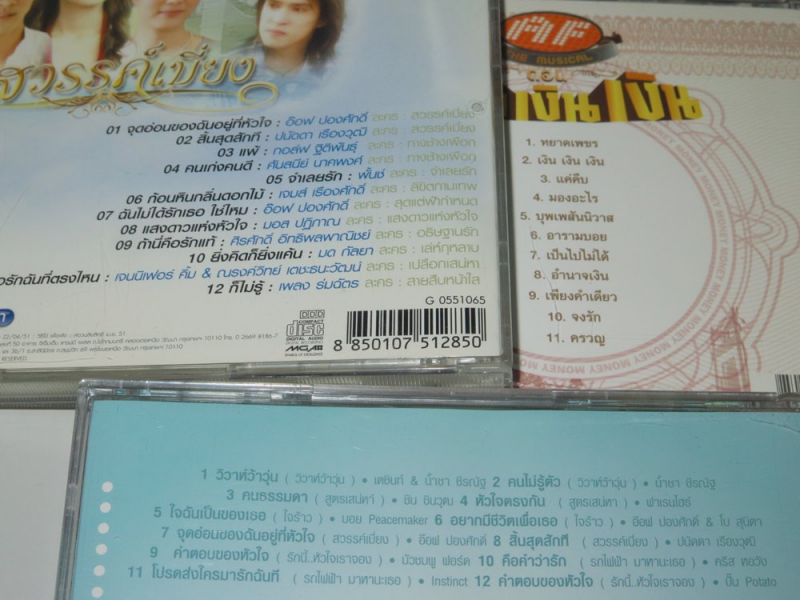 สวรรค์เบี่ยง
01 จุดอ่อนของฉันอยู่ที่หัวใจ : อ๊อฟ ปองศักดิ์ ละคร : สวรรค์เบี่ยง
02 สิ้นสุดสักที : ปนัดดา เรืองวุฒิ ละคร : สวรรค์เบี่ยง
03 แพ้ : กอล์ฟ ฐิติพันธุ์ ละคร : ทางช้างเผือก
04 คนเก่งคนดี : ศันสนีย์ นาคพงศ์ ละคร : ทางช้างเผือก
05 จำเลยรัก : พั้นช์ ละคร : จำเลยรัก
06 ก้อนหินกลิ่นดอกไม้ : เจมส์ เรืองศักดิ์ ละคร : ลิขิตกามเทพ
07 ฉันไม่ได้รักเธอ ใช่ไหม : อ๊อฟ ปองศักดิ์ ละคร : สุดแต่ฟ้ากำหนด
08 แสงดาวแห่งหัวใจ : มอส ปฏิภาณ ละคร : แสงดาวแห่งหัวใจ
09 ถ้านี่คือรักแท้ : ศิรศักดิ์ อิทธิพลพาณิชย์ ละคร : อธิษฐานรัก
10 ยิ่งคิดก็ยิ่งแค้น : มด กัลยา ละคร : เล่ห์กุหลาบ
งรักฉันที่ตรงไหน : เจนนิเฟอร์ คิ้ม & ณรงค์วิทย์ เตชะธนะวัฒน์ ละคร : เปลือกเสน่หา
12 ก็ไม่รู้ : เพลง ร่มฉัตร ละคร : สายสืบหน้าใส
G 0551065
COMPACT disc DIGITAL AUDIO
MGA
8 850107 512850
AF
THE MUSICAL
ตอน
เงิน เงิน
1. หยาดเพชร
2. เงิน เงิน เงิน
3. แค่คืบ
4. มองอะไร
5. บุพเพสันนิวาส
6. อารามบอย
7. เป็นไปไม่ได้
8. อำนาจเงิน
9. เพียงคำเดียว
10. จงรัก
11. ครวญ
MONEY MONEY MONEY MONEY
1 วิวาห์ว้าวุ่น ( วิวาห์ว้าวุ่น ) • เตชินท์ & น้ำชา ชีรณัฐ 2 คนไม่รู้ตัว ( วิวาห์ว้าวุ่น ) • น้ำชา ชีรณัฐ
3 คนธรรมดา ( สูตรเสน่หา ) • ชิน ชินวุฒ • 4 หัวใจตรงกัน ( สูตรเสน่หา ) • ฟาเรนไฮธ์
5 ใจฉันเป็นของเธอ ( ใจร้าว ) • บอย Peacemaker • 6 อยากมีชีวิตเพื่อเธอ ( ใจร้าว ) • อ๊อฟ ปองศักดิ์ & โบ สุนิตา
7 จุดอ่อนของฉันอยู่ที่หัวใจ ( สวรรค์เบี่ยง ) • อ๊อฟ ปองศักดิ์ 8 สิ้นสุดสักที ( สวรรค์เบี่ยง ) • ปนัดดา เรืองวุฒิ
9 คำตอบของหัวใจ ( รักนี้..หัวใจเราจอง ) • บัวชมพู ฟอร์ด • 10 คือคำว่ารัก ( รถไฟฟ้า มาหานะเธอ ) • คริส หอวัง
11 โปรดส่งใครมารักฉันที ( รถไฟฟ้า มาหานะเธอ ) • Instinct 12 คำตอบของหัวใจ ( รักนี้..หัวใจเราจอง ) • ปั๊บ Potato